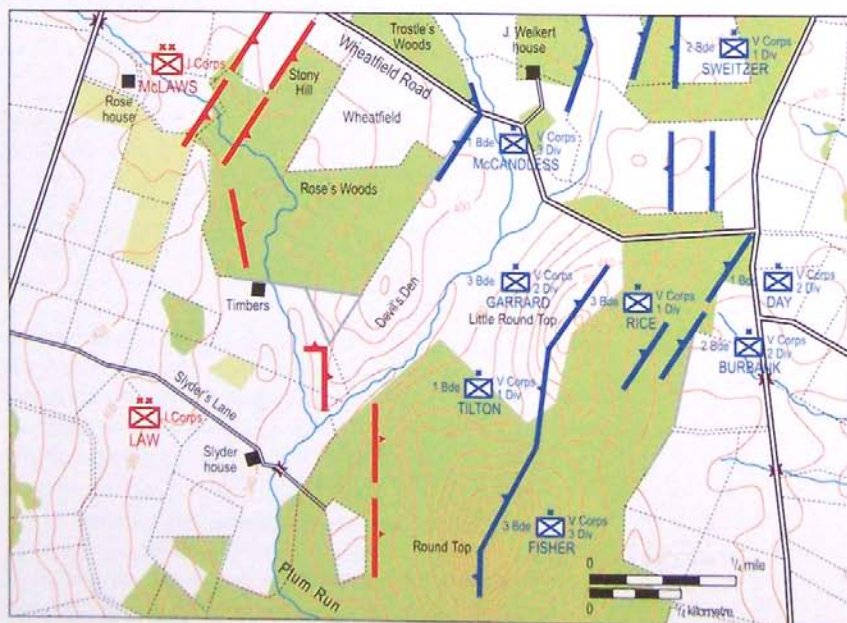 McLAWS
I Corps
Rose
house
Stony
Hill
Wheatfield Road
Wheatfield
Trostle's
Woods
J. Weikert
house
2 Bde
V Corps
1 Div
SWEITZER
1 Bde
V Corps
3 Div
McCANDLESS
Rose's Woods
400
Timbers
Devil's Den
3 Bde
V Corps
2 Div
GARRARD
Little Round Top
3 Bde
V Corps
1 Div
RICE
1 Bde
V Corps
2 Div
DAY
2 Bde
V Corps
2 Div
BURBANK
1 Bde
V Corps
1 Div
TILTON
Slyder's Lane
I Corps
LAW
Slyder
house
Round Top
3 Bde
V Corps
3 Div
FISHER
Plum Run
0
1/4 mile
0
1/4 kilometre